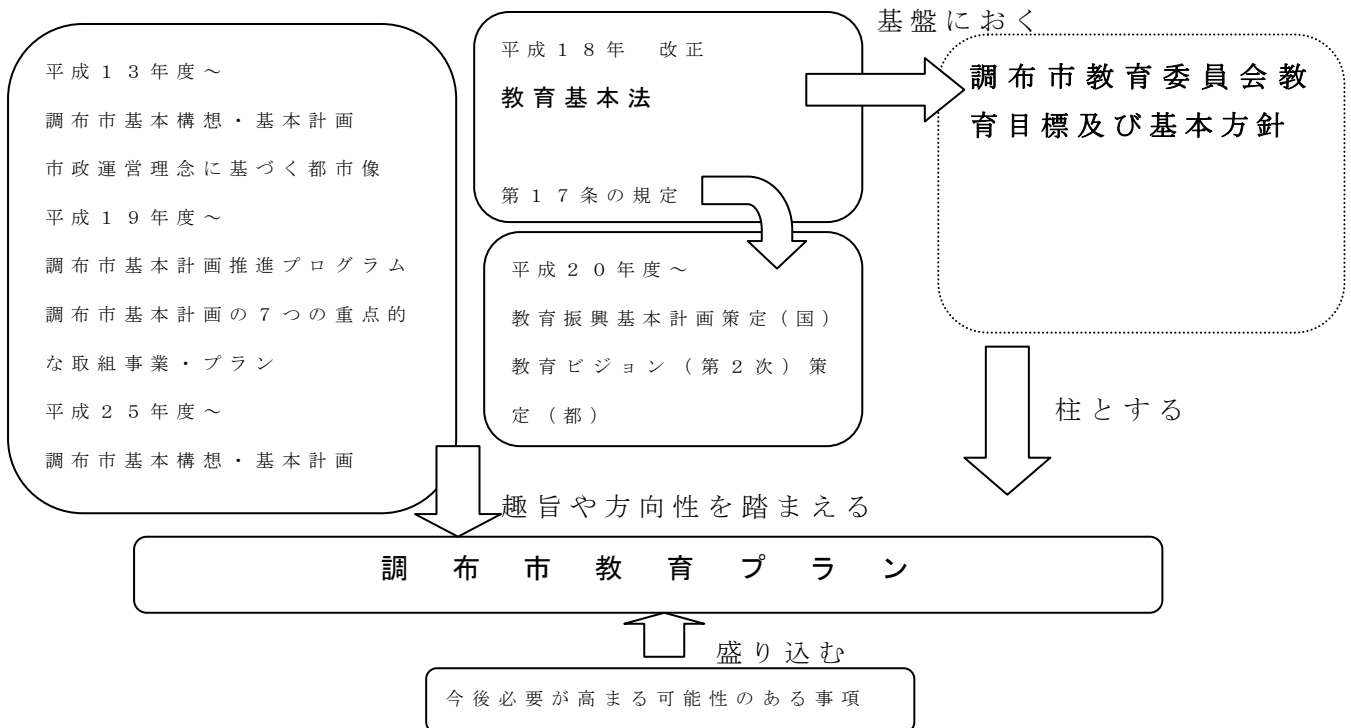 平成１３年度～
調布市基本構想・基本計画
市政運営理念に基づく都市像
平成１９年度～
調布市基本計画推進プログラム
調布市基本計画の７つの重点的
な取組事業・プラン
平成２５年度～
調布市基本構想・基本計画
平成１８年　改正
教育基本法
第１７条の規定
平成２０年度～
教育振興基本計画策定（国）
教育ビジョン（第２次）策
定（都）
基盤におく
調布市教育委員会教
育目標及び基本方針
柱とする
趣旨や方向性を踏まえる
調布市教育プラン
盛り込む
今後必要が高まる可能性のある事項